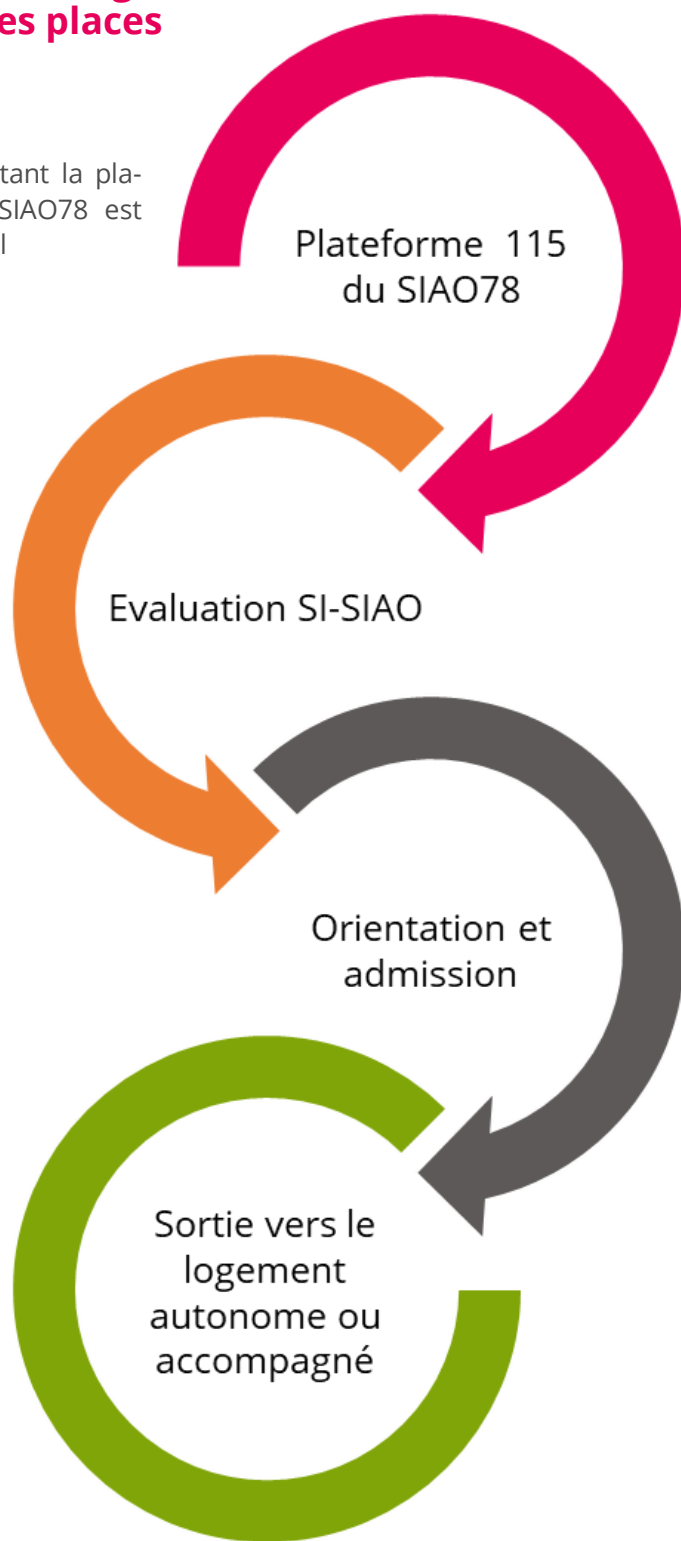 es places
tant la pla-
SIAO78 est
Plateforme 115
du SIAO78
Evaluation SI-SIAO
Orientation et
admission
Sortie vers le
logement
autonome ou
accompagné